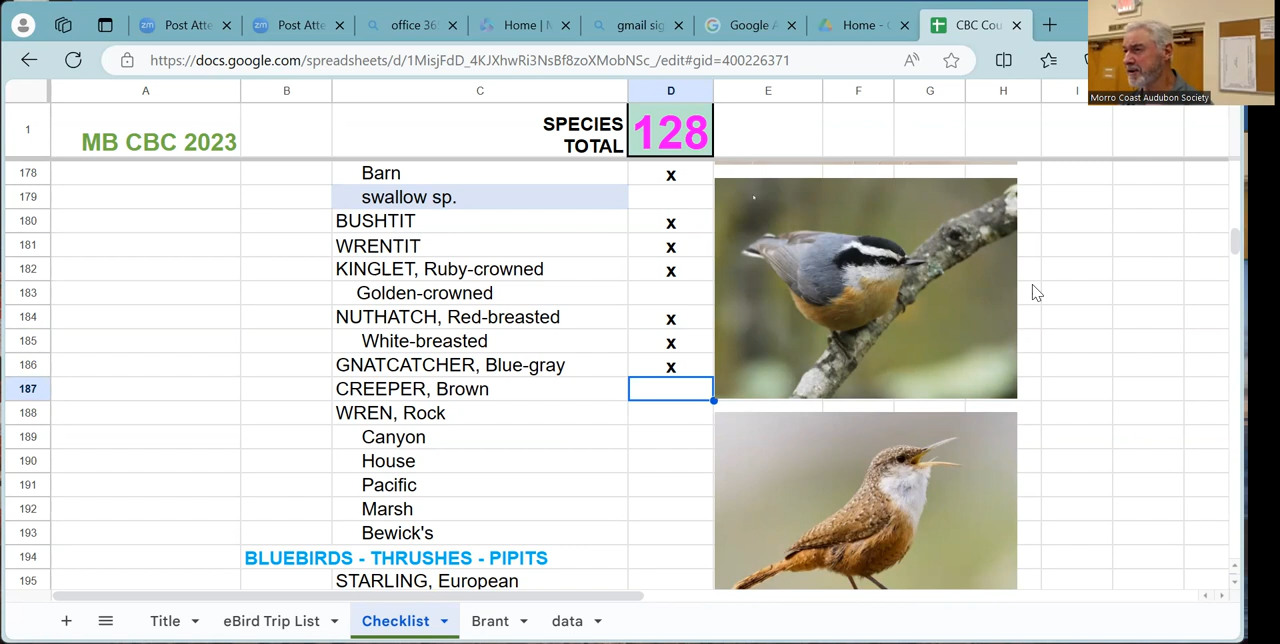 Post Atte
Post Atte
office 36
Home | N
gmail sig
Google A
Home - G
CBC Cou
https://docs.google.com/spreadsheets/d/1MisjFdD_4KJXhwRi3NsBf8zoXMobNSc_/edit#gid=400226371
Morro Coast Audubon Society
A B C D E F G H I
1 MB CBC 2023 SPECIES TOTAL 128
178 Barn x
179 swallow sp.
180 BUSHTIT x
181 WRENTIT x
182 KINGLET, Ruby-crowned x
183 Golden-crowned
184 NUTHATCH, Red-breasted x
185 White-breasted x
186 GNATCATCHER, Blue-gray x
187 CREEPER, Brown
188 WREN, Rock
189 Canyon
190 House
191 Pacific
192 Marsh
193 Bewick's
194 BLUEBIRDS - THRUSHES - PIPITS
195 STARLING, European
Title eBird Trip List Checklist Brant data